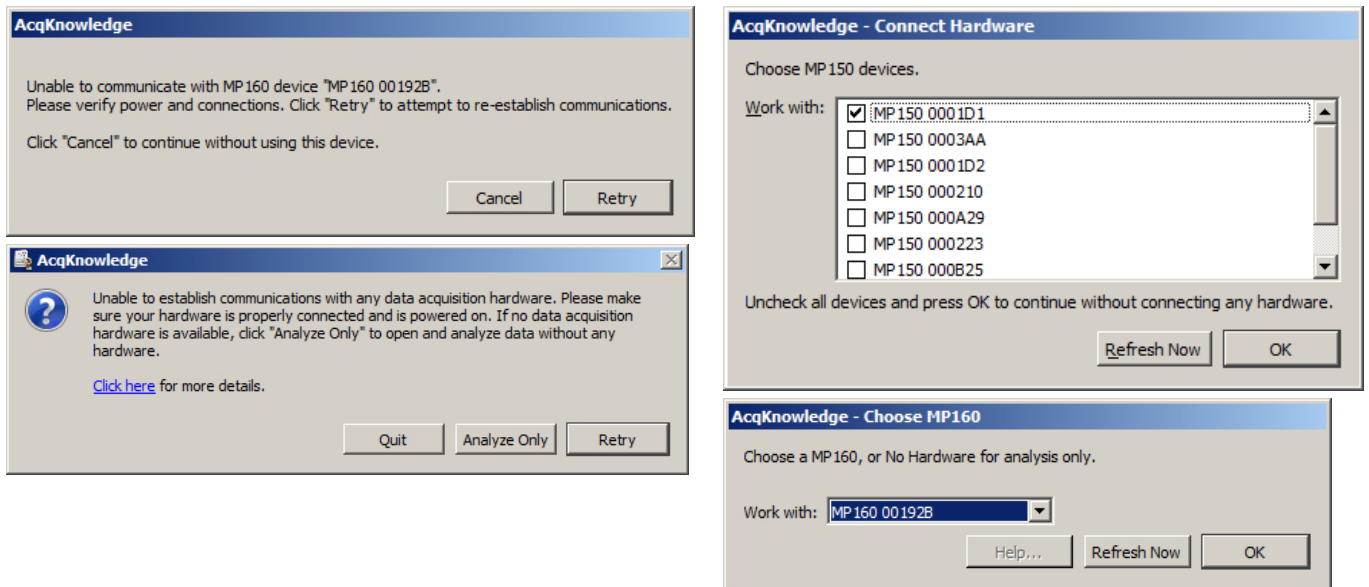 AcqKnowledge
Unable to communicate with MP160 device "MP160 00192B".
Please verify power and connections. Click "Retry" to attempt to re-establish communications.
Click "Cancel" to continue without using this device.
Cancel
Retry
AcqKnowledge
Unable to establish communications with any data acquisition hardware. Please make
sure your hardware is properly connected and is powered on. If no data acquisition
hardware is available, click "Analyze Only" to open and analyze data without any
hardware.
Click here for more details.
Quit
Analyze Only
Retry
AcqKnowledge - Connect Hardware
Choose MP150 devices.
Work with:
MP150 0001D1
MP150 0003AA
MP150 0001D2
MP150 000210
MP150 000A29
MP150 000223
MP150 000B25
Uncheck all devices and press OK to continue without connecting any hardware.
Refresh Now
OK
AcqKnowledge - Choose MP160
Choose a MP160, or No Hardware for analysis only.
Work with: MP160 00192B
Help...
Refresh Now
OK